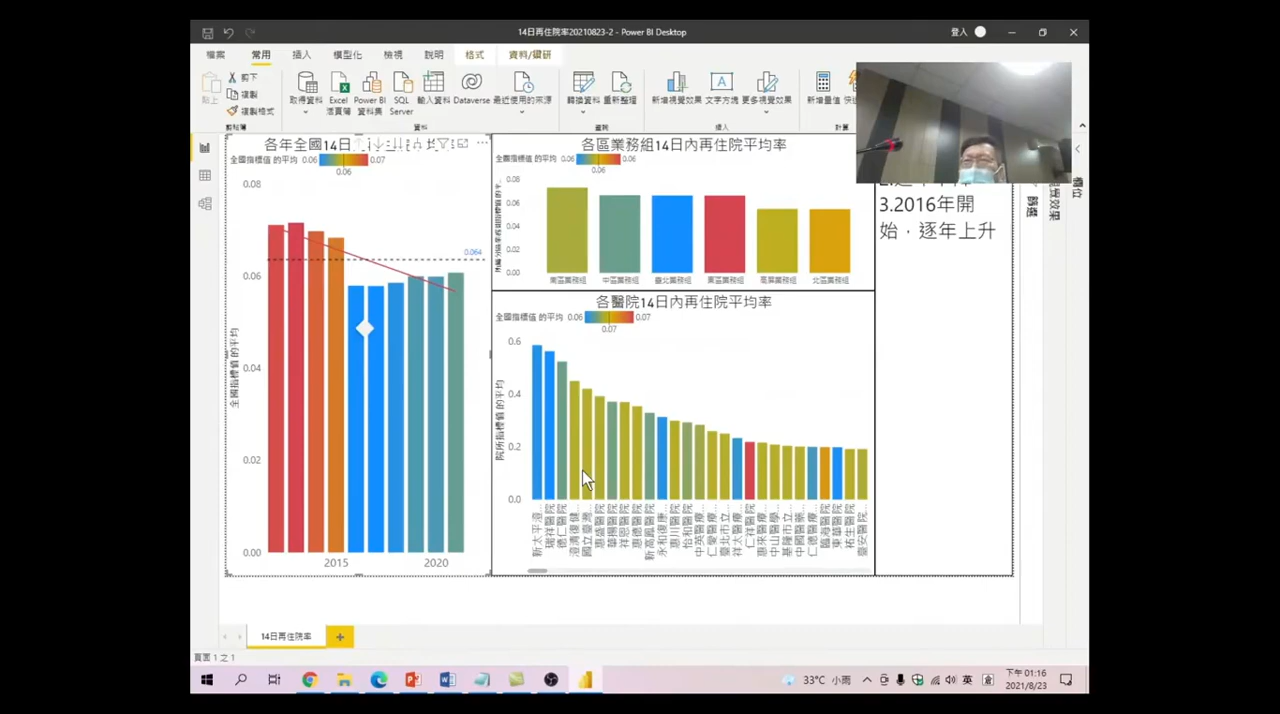 14日再住院率20210823-2 - Power BI Desktop
登入
檔案 常用 插入 模型化 檢視 說明 格式 資料/鑽研
貼上
剪下
複製
複製格式
剪貼簿
取得資料
Excel 活頁簿
Power BI 資料集
SQL Server
輸入資料
Dataverse
最近使用的來源
資料
轉換資料
重新整理
查詢
新增視覺效果
文字方塊
更多視覺效果
插入
新增量值
計算
各年全國14日
全國指標值 的平均 0.06 0.07
0.06
0.08
0.06
0.04
0.02
0.00
0.064
全國指標值 的平均
2015 2020
各區業務組14日內再住院平均率
全國指標值 的平均 0.06 0.06
0.06
0.08
0.06
0.04
0.02
0.00
南區業務組 中區業務組 臺北業務組 東區業務組 高屏業務組 北區業務組
各醫院14日內再住院平均率
全國指標值 的平均 0.06 0.07
0.07
0.6
0.4
0.2
0.0
院所指標值 的平均
3.2016年開
始，逐年上升
篩選
視覺效果
欄位
14日再住院率
頁面 1 之 1
33°C 小雨
英
下午 01:16
2021/8/23